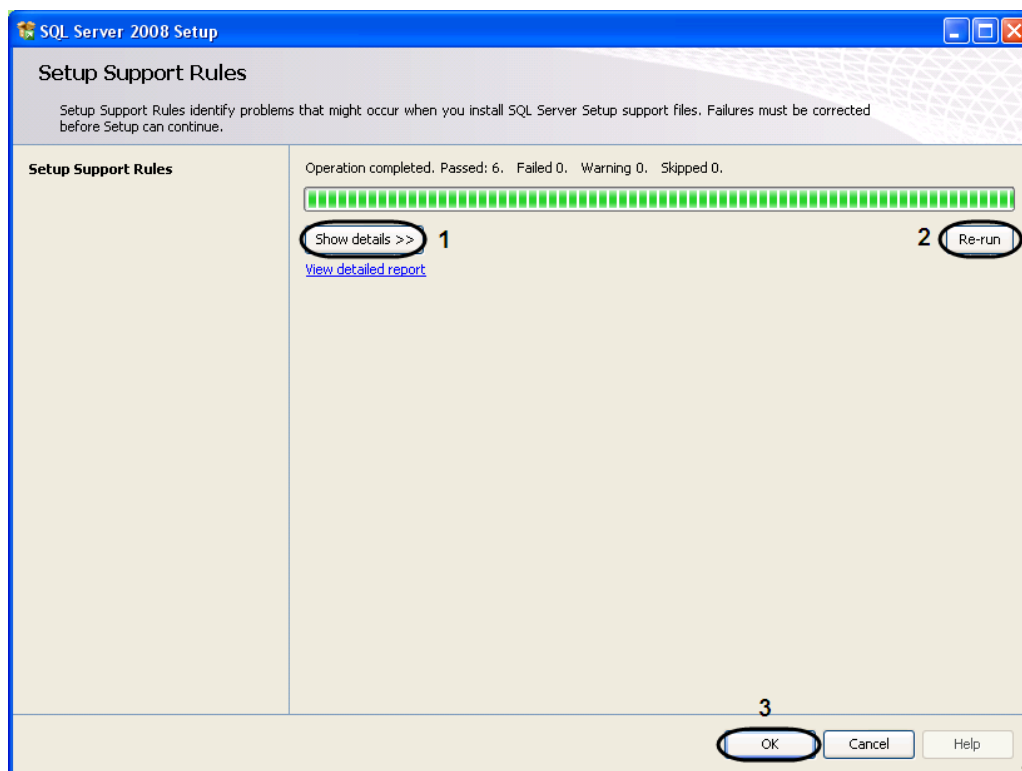 SQL Server 2008 Setup
Setup Support Rules
Setup Support Rules identify problems that might occur when you install SQL Server Setup support files. Failures must be corrected
before Setup can continue.
Setup Support Rules
Operation completed. Passed: 6.   Failed 0.   Warning 0.   Skipped 0.
Show details >> 1
2 Re-run
View detailed report
3
OK Cancel Help